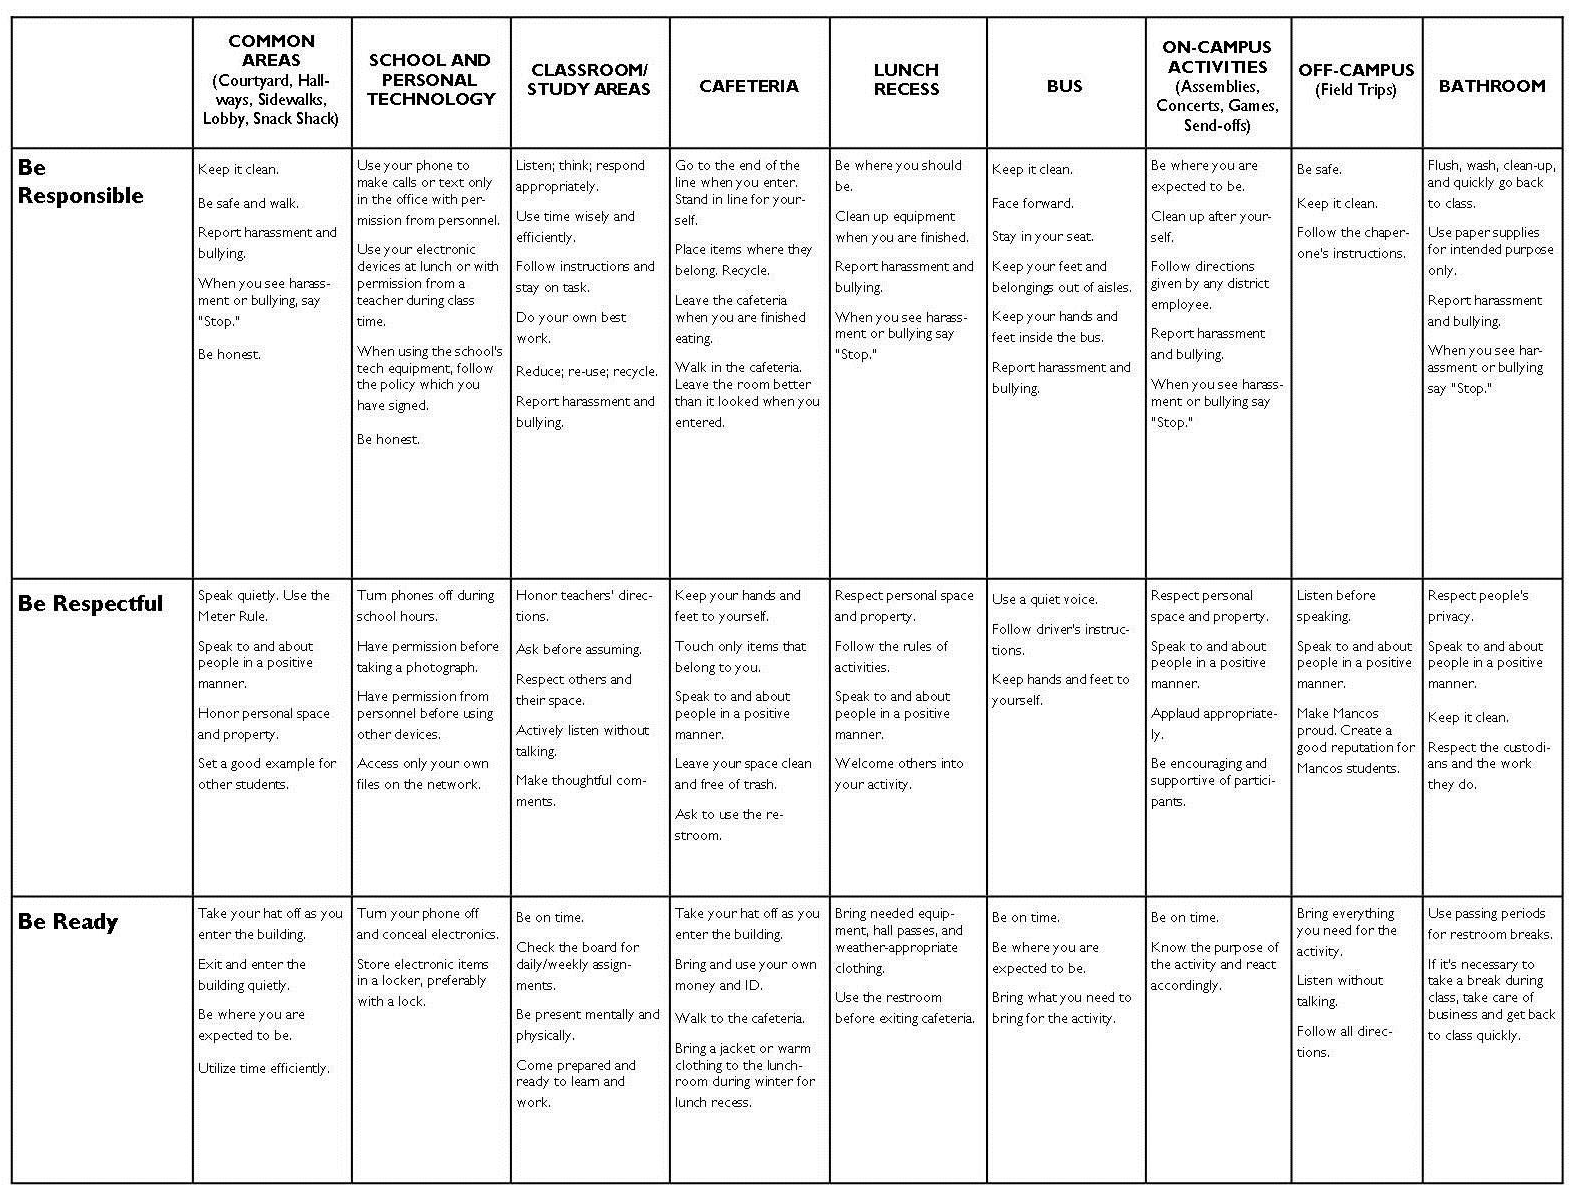 COMMON
AREAS
(Courtyard, Hall-
ways, Sidewalks,
Lobby, Snack Shack)
SCHOOL AND
PERSONAL
TECHNOLOGY
CLASSROOM/
STUDY AREAS
CAFETERIA
LUNCH
RECESS
BUS
ON-CAMPUS
ACTIVITIES
(Assemblies,
Concerts, Games,
Send-offs)
OFF-CAMPUS
(Field Trips)
BATHROOM
Be
Responsible
Keep it clean.
Be safe and walk.
Report harassment and
bullying.
When you see harass-
ment or bullying, say
"Stop."
Be honest.
Use your phone to
make calls or text only
in the office with per-
mission from personnel.
Use your electronic
devices at lunch or with
permission from a
teacher during class
time.
When using the school's
tech equipment, follow
the policy which you
have signed.
Be honest.
Listen; think; respond
appropriately.
Use time wisely and
efficiently.
Follow instructions and
stay on task.
Do your own best
work.
Reduce; re-use; recycle.
Report harassment and
bullying.
Go to the end of the
line when you enter.
Stand in line for your-
self.
Place items where they
belong. Recycle.
Leave the cafeteria
when you are finished
eating.
Walk in the cafeteria.
Leave the room better
than it looked when you
entered.
Be where you should
be.
Clean up equipment
when you are finished.
Report harassment and
bullying.
When you see harass-
ment or bullying say
"Stop."
Keep it clean.
Face forward.
Stay in your seat.
Keep your feet and
belongings out of aisles.
Keep your hands and
feet inside the bus.
Report harassment and
bullying.
Be where you are
expected to be.
Clean up after your-
self.
Follow directions
given by any district
employee.
Report harassment
and bullying.
When you see harass-
ment or bullying say
"Stop."
Be safe.
Keep it clean.
Follow the chaper-
one's instructions.
Flush, wash, clean-up,
and quickly go back
to class.
Use paper supplies
for intended purpose
only.
Report harassment
and bullying.
When you see har-
assment or bullying
say "Stop."
Be Respectful
Speak quietly. Use the
Meter Rule.
Speak to and about
people in a positive
manner.
Honor personal space
and property.
Set a good example for
other students.
Turn phones off during
school hours.
Have permission before
taking a photograph.
Have permission from
personnel before using
other devices.
Access only your own
files on the network.
Honor teachers' direc-
tions.
Ask before assuming.
Respect others and
their space.
Actively listen without
talking.
Make thoughtful com-
ments.
Keep your hands and
feet to yourself.
Touch only items that
belong to you.
Speak to and about
people in a positive
manner.
Leave your space clean
and free of trash.
Ask to use the re-
stroom.
Respect personal space
and property.
Follow the rules of
activities.
Speak to and about
people in a positive
manner.
Welcome others into
your activity.
Use a quiet voice.
Follow driver's instruc-
tions.
Keep hands and feet to
yourself.
Respect personal
space and property.
Speak to and about
people in a positive
manner.
Applaud appropriate-
ly.
Be encouraging and
supportive of partici-
pants.
Listen before
speaking.
Speak to and about
people in a positive
manner.
Make Mancos
proud. Create a
good reputation for
Mancos students.
Respect people's
privacy.
Speak to and about
people in a positive
manner.
Keep it clean.
Respect the custodi-
ans and the work
they do.
Be Ready
Take your hat off as you
enter the building.
Exit and enter the
building quietly.
Be where you are
expected to be.
Utilize time efficiently.
Turn your phone off
and conceal electronics.
Store electronic items
in a locker, preferably
with a lock.
Be on time.
Check the board for
daily/weekly assign-
ments.
Be present mentally and
physically.
Come prepared and
ready to learn and
work.
Take your hat off as you
enter the building.
Bring and use your own
money and ID.
Walk to the cafeteria.
Bring a jacket or warm
clothing to the lunch-
room during winter for
lunch recess.
Bring needed equip-
ment, hall passes, and
weather-appropriate
clothing.
Use the restroom
before exiting cafeteria.
Be on time.
Be where you are
expected to be.
Bring what you need to
bring for the activity.
Be on time.
Know the purpose of
the activity and react
accordingly.
Bring everything
you need for the
activity.
Listen without
talking.
Follow all direc-
tions.
Use passing periods
for restroom breaks.
If it's necessary to
take a break during
class, take care of
business and get back
to class quickly.